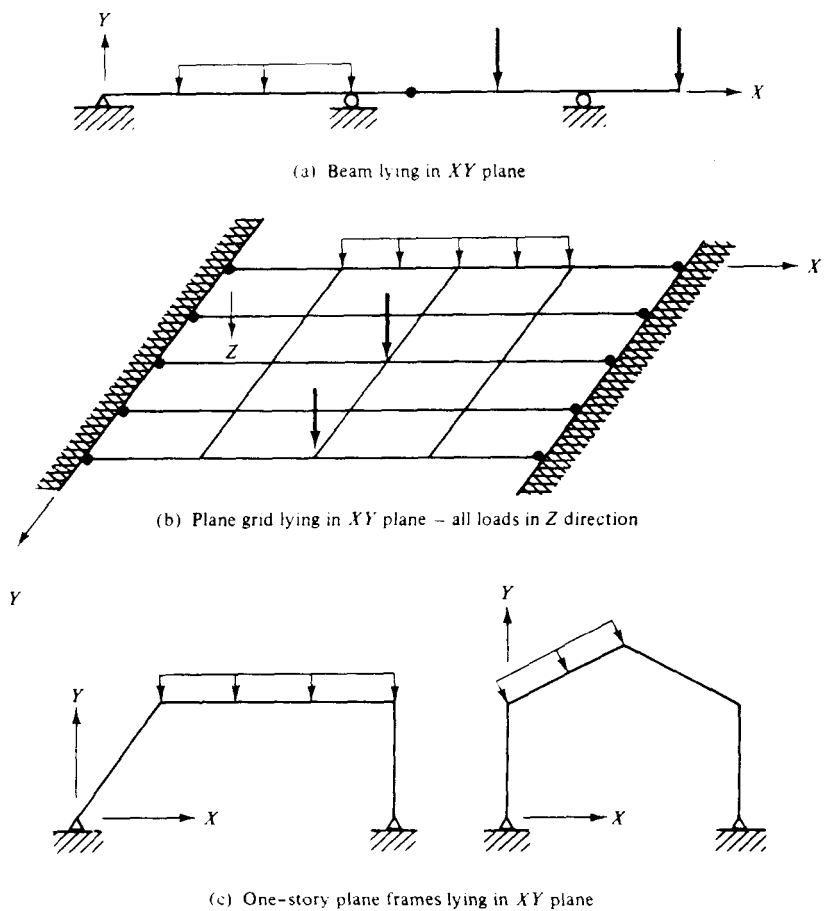 Y
X
(a) Beam lying in XY plane
X
Z
(b) Plane grid lying in XY plane – all loads in Z direction
Y
Y
Y
X
X
(c) One-story plane frames lying in XY plane